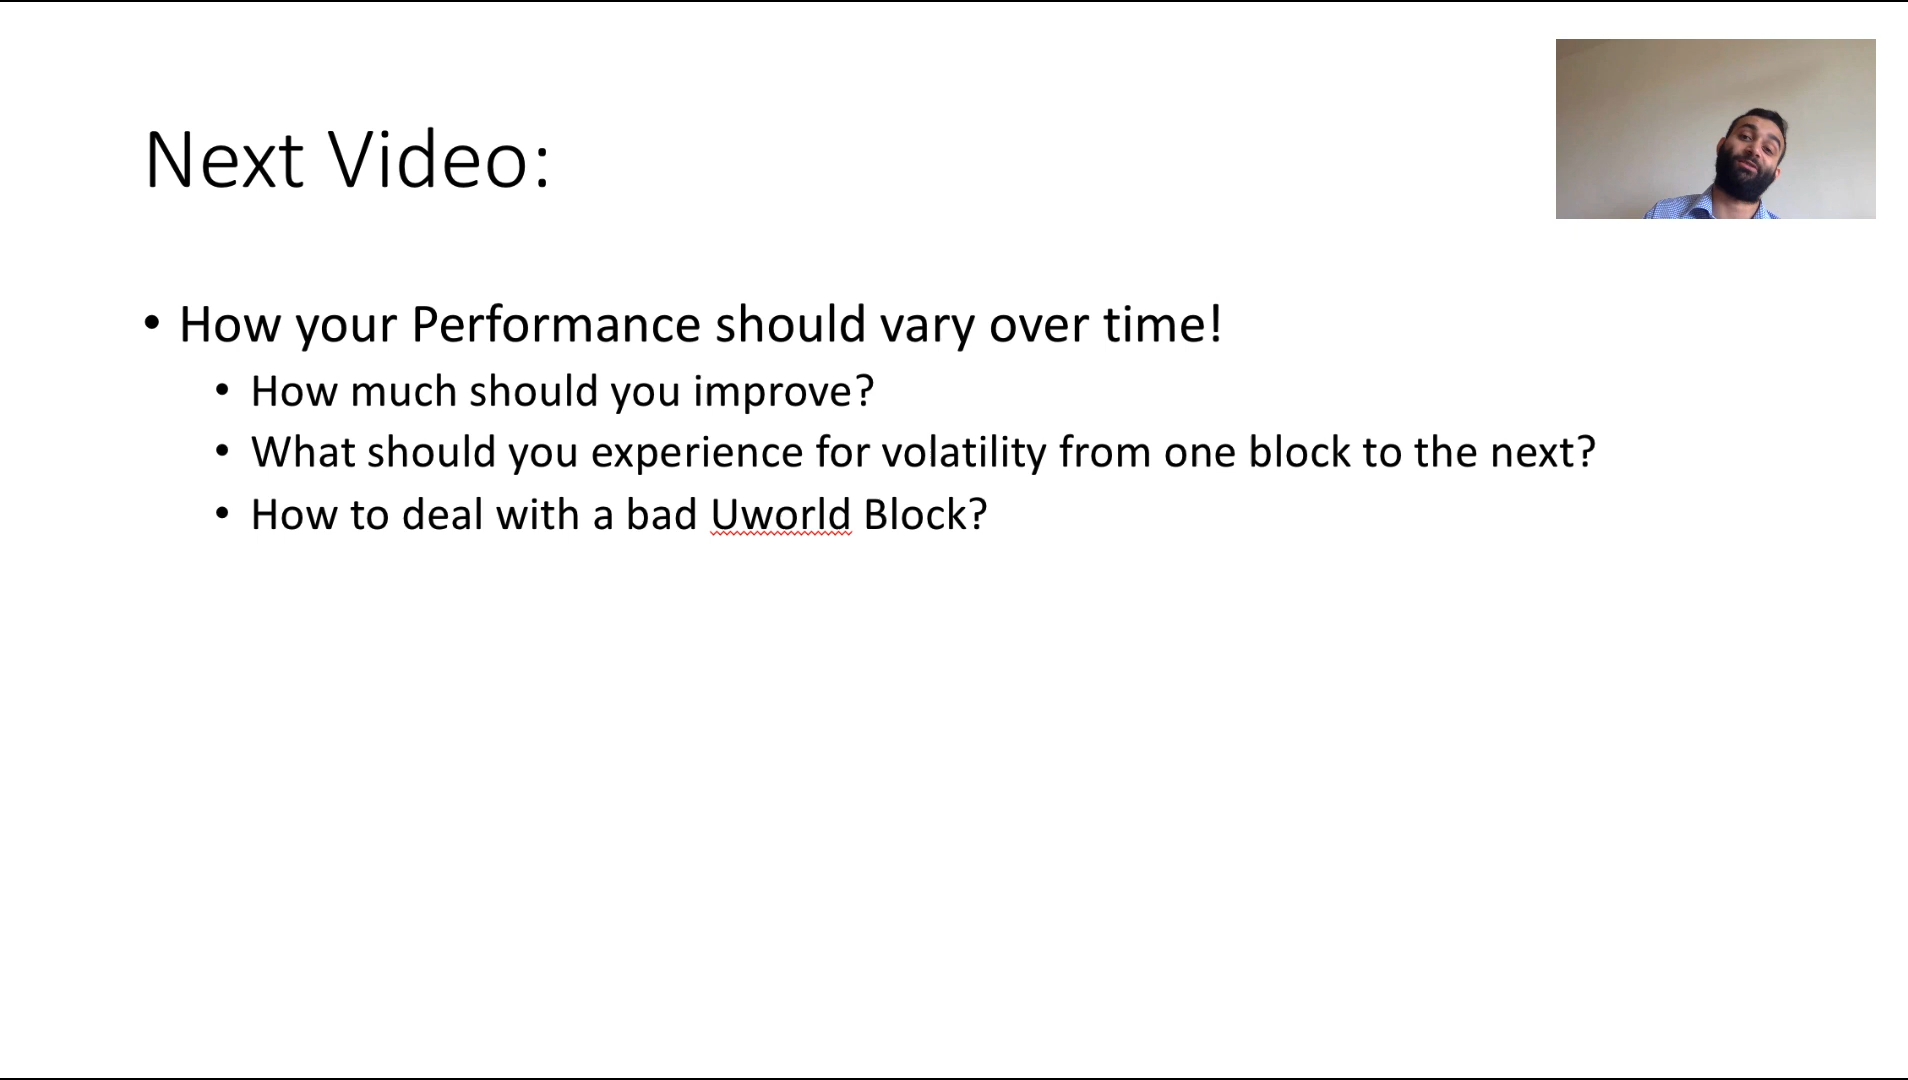 Next Video:
• How your Performance should vary over time!
• How much should you improve?
• What should you experience for volatility from one block to the next?
• How to deal with a bad Uworld Block?